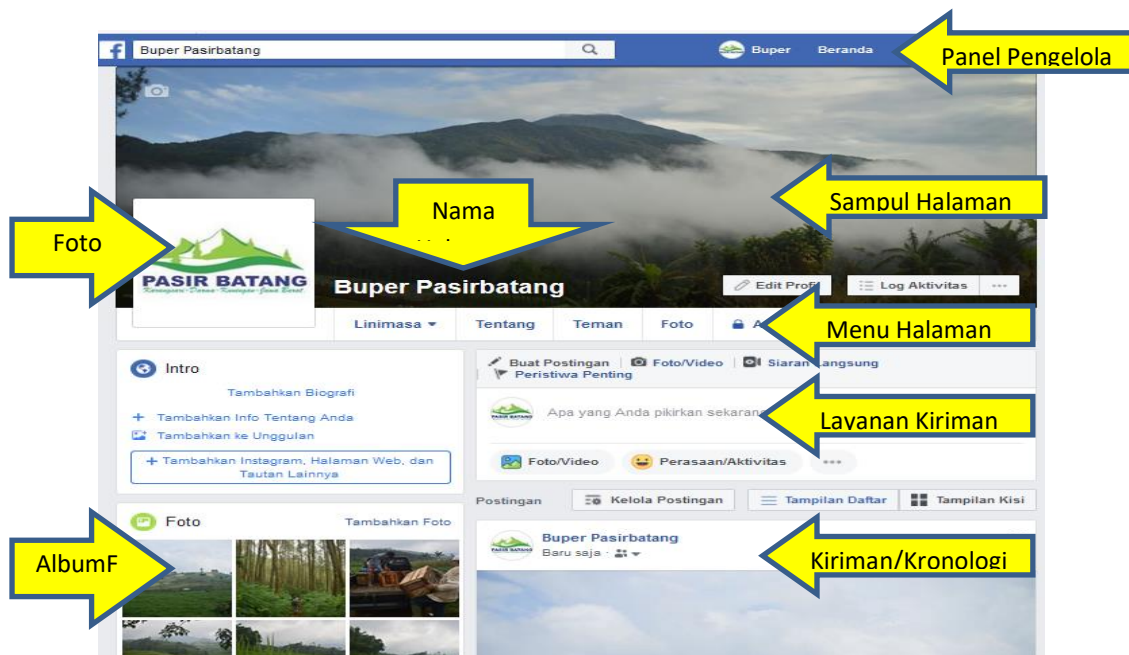 Buper Pasirbatang
Buper Beranda
Panel Pengelola
Sampul Halaman
Nama
Foto
PASIR BATANG
Buper Pasirbatang
Edit Profil
Log Aktivitas
Linimasa
Tentang
Teman
Foto
Menu Halaman
Intro
Tambahkan Biografi
+ Tambahkan Info Tentang Anda
Tambahkan ke Unggulan
+ Tambahkan Instagram, Halaman Web, dan
Tautan Lainnya
Buat Postingan | Foto/Video | Siaran Langsung
Peristiwa Penting
Apa yang Anda pikirkan sekarang
Layanan Kiriman
Foto/Video
Perasaan/Aktivitas
Postingan
Kelola Postingan
Tampilan Daftar
Tampilan Kisi
Foto
Tambahkan Foto
AlbumF
Buper Pasirbatang
Baru saja
Kiriman/Kronologi